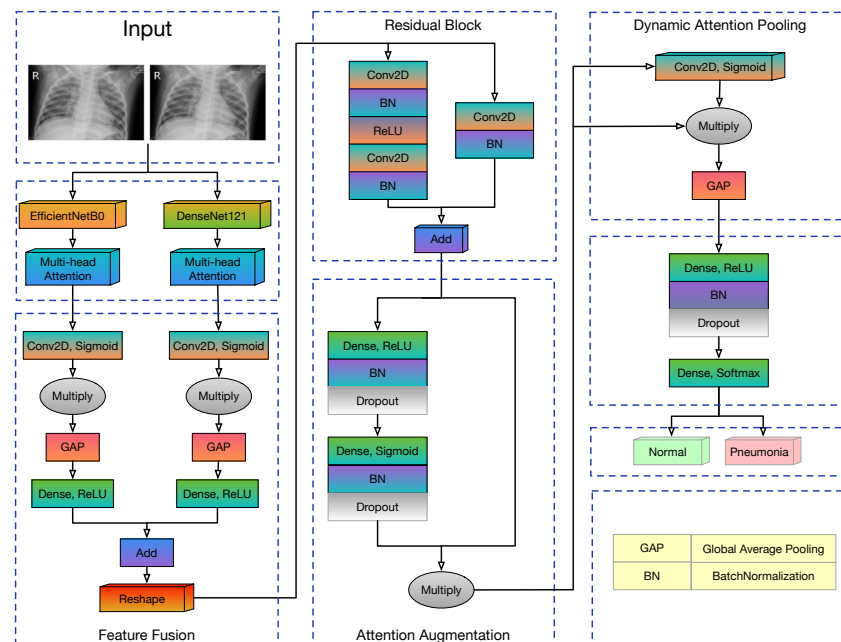 Input
R
R
EfficientNetB0
DenseNet121
Multi-head
Attention
Multi-head
Attention
Conv2D, Sigmoid
Conv2D, Sigmoid
Multiply
Multiply
GAP
GAP
Dense, ReLU
Dense, ReLU
Add
Reshape
Feature Fusion
Residual Block
Conv2D
BN
ReLU
Conv2D
BN
Conv2D
BN
Add
Dense, ReLU
BN
Dropout
Dense, Sigmoid
BN
Dropout
Multiply
Attention Augmentation
Dynamic Attention Pooling
Conv2D, Sigmoid
Multiply
GAP
Dense, ReLU
BN
Dropout
Dense, Softmax
Normal
Pneumonia
GAP
Global Average Pooling
BN
BatchNormalization